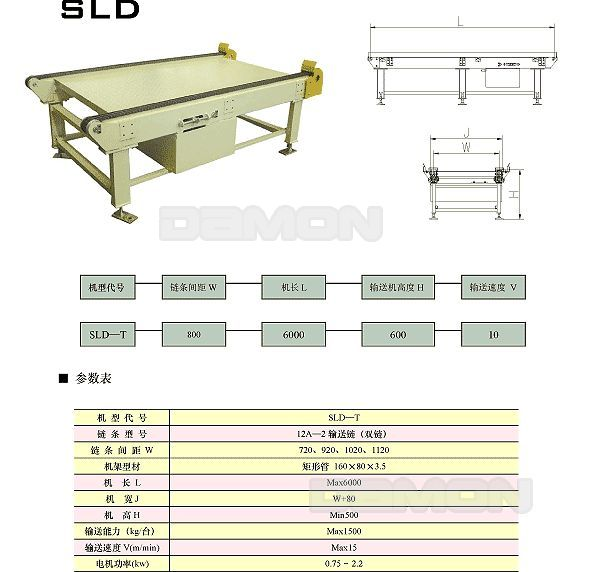 SLD
L
J
W
H
DAMON
机型代号 链条间距 W 机长 L 输送机高度 H 输送速度 V
SLD—T 800 6000 600 10
■ 参数表
机 型 代 号 SLD—T
链 条 型 号 12A—2 输送链（双链）
链 条 间 距 W 720、920、1020、1120
机架型材 矩形管 160×80×3.5
机 长 L Max6000
机 宽 J W+80
机 高 H Min500
输送能力（kg/台） Max1500
输送速度 V(m/min) Max15
电机功率(kw) 0.75 - 2.2
DAMON